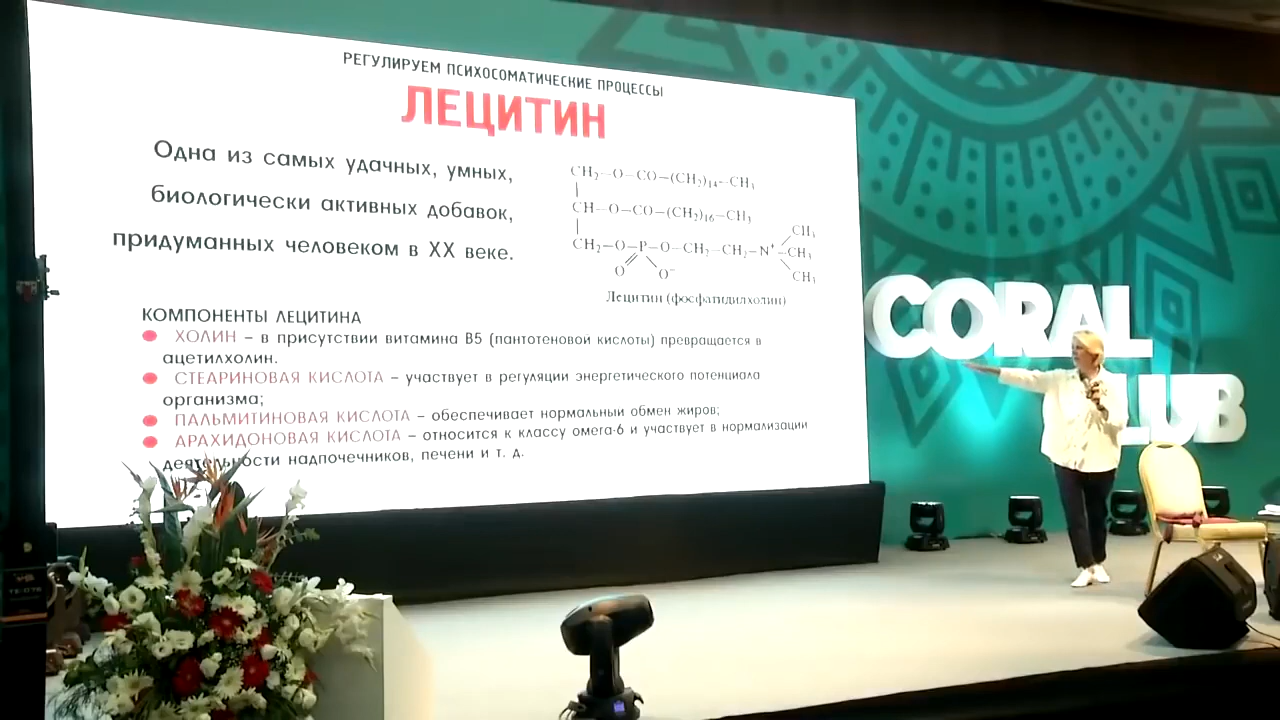 РЕГУЛИРУЕМ ПСИХОСОМАТИЧЕСКИЕ ПРОЦЕССЫ
ЛЕЦИТИН
Одна из самых удачных, умных,
биологически активных добавок,
придуманных человеком в XX веке.
CH₂–O–CO–(CH₂)₁₄–CH₃
CH–O–CO–(CH₂)₁₆–CH₃
CH₃
CH₂–O–P–O–CH₂–CH₂–N⁺–CH₃
O O⁻ CH₃
Лецитин (фосфатидилхолин)
КОМПОНЕНТЫ ЛЕЦИТИНА
ХОЛИН – в присутствии витамина B5 (пантотеновой кислоты) превращается в
ацетилхолин.
СТЕАРИНОВАЯ КИСЛОТА – участвует в регуляции энергетического потенциала
организма;
ПАЛЬМИТИНОВАЯ КИСЛОТА – обеспечивает нормальный обмен жиров;
АРАХИДОНОВАЯ КИСЛОТА – относится к классу омега-6 и участвует в нормализации
деятельности надпочечников, печени и т. д.
CORAL
CLUB